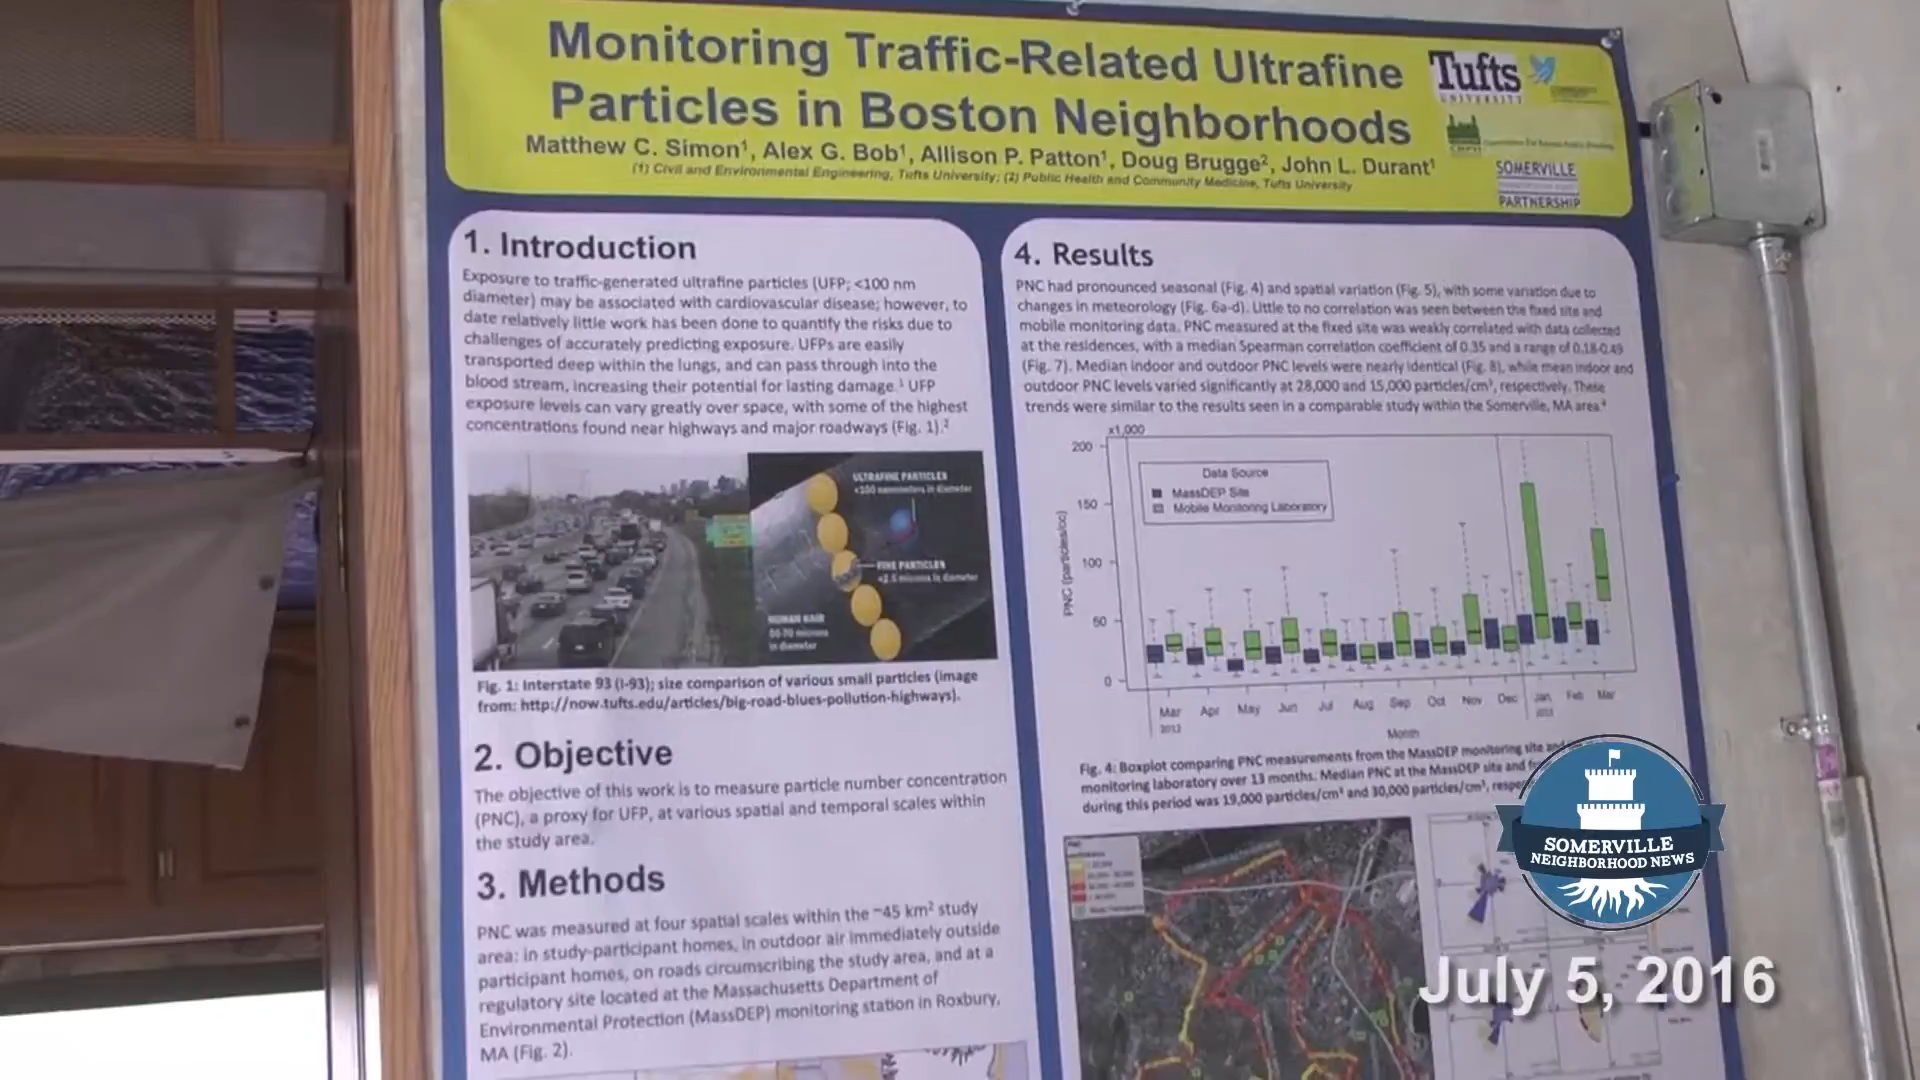 Monitoring Traffic-Related Ultrafine
Particles in Boston Neighborhoods
Matthew C. Simon¹, Alex G. Bob¹, Allison P. Patton¹, Doug Brugge², John L. Durant¹
(1) Civil and Environmental Engineering, Tufts University; (2) Public Health and Community Medicine, Tufts University
Tufts
UNIVERSITY
SOMERVILLE
PARTNERSHIP
1. Introduction
Exposure to traffic-generated ultrafine particles (UFP; <100 nm
diameter) may be associated with cardiovascular disease; however, to
date relatively little work has been done to quantify the risks due to
challenges of accurately predicting exposure. UFPs are easily
transported deep within the lungs, and can pass through into the
blood stream, increasing their potential for lasting damage.¹ UFP
exposure levels can vary greatly over space, with some of the highest
concentrations found near highways and major roadways (Fig. 1).²
ULTRAFINE PARTICLES
<100 nanometers in diameter
FINE PARTICLES
<2.5 microns in diameter
HUMAN HAIR
50-70 microns
in diameter
Fig. 1: Interstate 93 (I-93); size comparison of various small particles (image
from: http://now.tufts.edu/articles/big-road-blues-pollution-highways).
2. Objective
The objective of this work is to measure particle number concentration
(PNC), a proxy for UFP, at various spatial and temporal scales within
the study area.
3. Methods
PNC was measured at four spatial scales within the ~45 km² study
area: in study-participant homes, in outdoor air immediately outside
participant homes, on roads circumscribing the study area, and at a
regulatory site located at the Massachusetts Department of
Environmental Protection (MassDEP) monitoring station in Roxbury,
MA (Fig. 2).
4. Results
PNC had pronounced seasonal (Fig. 4) and spatial variation (Fig. 5), with some variation due to
changes in meteorology (Fig. 6a-d). Little to no correlation was seen between the fixed site and
mobile monitoring data. PNC measured at the fixed site was weakly correlated with data collected
at the residences, with a median Spearman correlation coefficient of 0.35 and a range of 0.18-0.49
(Fig. 7). Median indoor and outdoor PNC levels were nearly identical (Fig. 8), while mean indoor and
outdoor PNC levels varied significantly at 28,000 and 15,000 particles/cm³, respectively. These
trends were similar to the results seen in a comparable study within the Somerville, MA area.⁴
x1,000
200
150
100
50
0
PNC (particles/cc)
Data Source
MassDEP Site
Mobile Monitoring Laboratory
Mar Apr May Jun Jul Aug Sep Oct Nov Dec Jan Feb Mar
2012
Month
Fig. 4: Boxplot comparing PNC measurements from the MassDEP monitoring site and
monitoring laboratory over 13 months. Median PNC at the MassDEP site and
during this period was 19,000 particles/cm³ and 30,000 particles/cm³,
SOMERVILLE
NEIGHBORHOOD NEWS
July 5, 2016